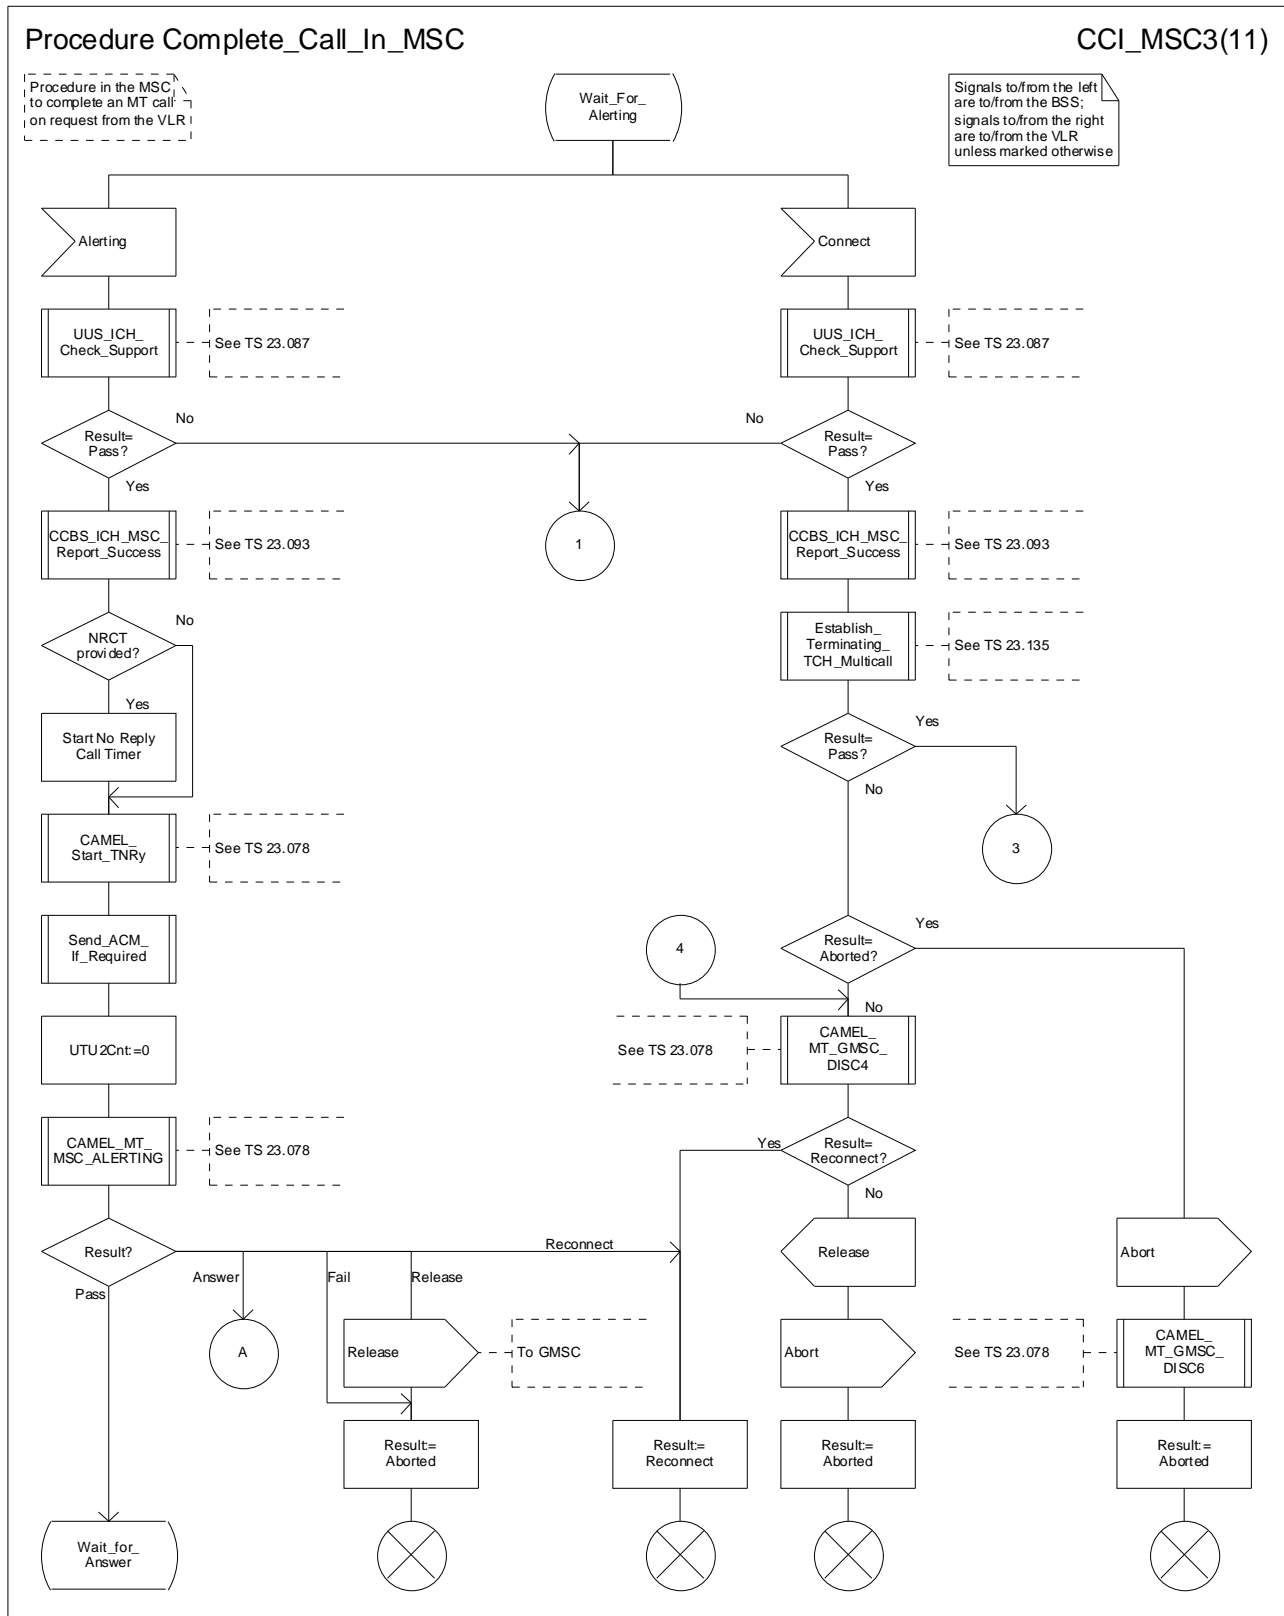 Procedure Complete_Call_In_MSC
CCI_MSC3(11)
Procedure in the MSC
to complete an MT call
on request from the VLR
Wait_For_
Alerting
Signals to/from the left
are to/from the BSS;
signals to/from the right
are to/from the VLR
unless marked otherwise
Alerting
Connect
UUS_ICH_
Check_Support
See TS 23.087
UUS_ICH_
Check_Support
See TS 23.087
Result=
Pass?
No
No
Result=
Pass?
Yes
Yes
CCBS_ICH_MSC_
Report_Success
See TS 23.093
1
CCBS_ICH_MSC_
Report_Success
See TS 23.093
NRCT
provided?
No
Establish_
Terminating_
TCH_Multicall
See TS 23.135
Yes
Start No Reply
Call Timer
Result=
Pass?
Yes
No
CAMEL_
Start_TNRy
See TS 23.078
3
Send_ACM_
If_Required
4
Result=
Aborted?
Yes
No
UTU2Cnt:=0
See TS 23.078
CAMEL_
MT_GMSC_
DISC4
CAMEL_MT_
MSC_ALERTING
See TS 23.078
Yes
Result=
Reconnect?
No
Result?
Pass
Answer
Fail
Release
Reconnect
Release
Abort
A
Release
To GMSC
Abort
See TS 23.078
CAMEL_
MT_GMSC_
DISC6
Result:=
Aborted
Result:=
Reconnect
Result:=
Aborted
Result:=
Aborted
Wait_for_
Answer